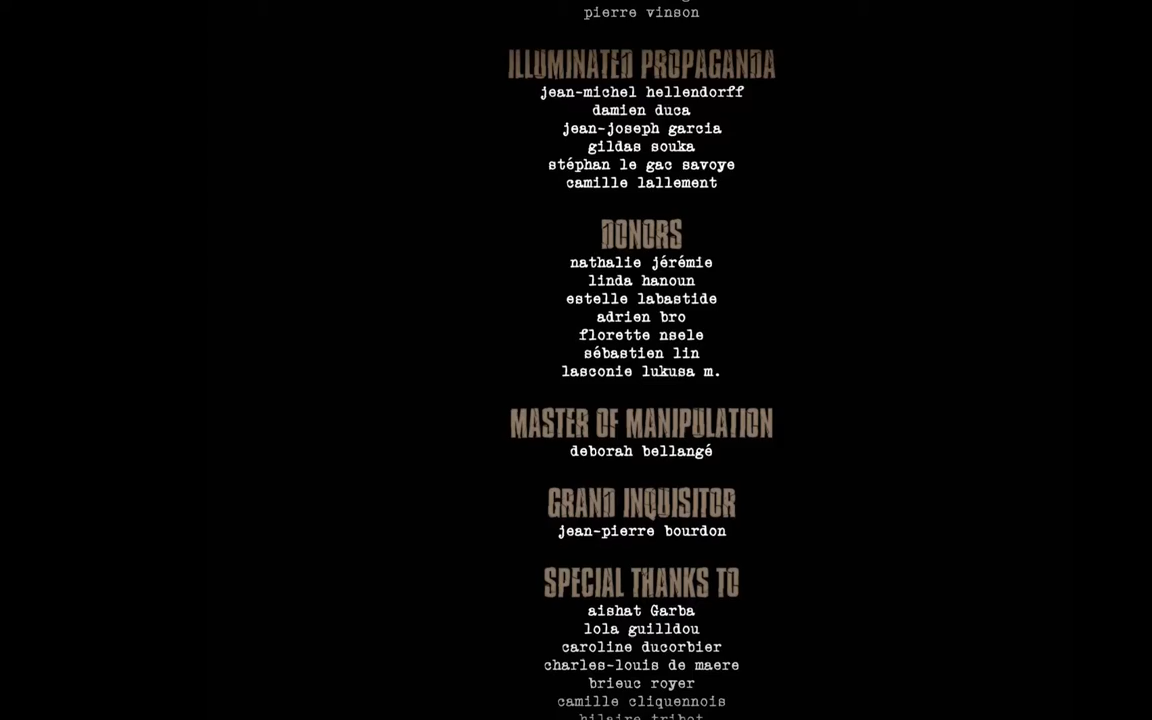 pierre vinson
ILLUMINATED PROPAGANDA
jean-michel hellendorff
damien duca
jean-joseph garcia
gildas souka
stéphan le gac savoye
camille lallement
DONORS
nathalie jérémie
linda hanoun
estelle labastide
adrien bro
florette nsele
sébastien lin
lasconie lukusa m.
MASTER OF MANIPULATION
deborah bellangé
GRAND INQUISITOR
jean-pierre bourdon
SPECIAL THANKS TO
aishat Garba
lola guilldou
caroline ducorbier
charles-louis de maere
brieuc royer
camille cliquennois
hilaire tribot